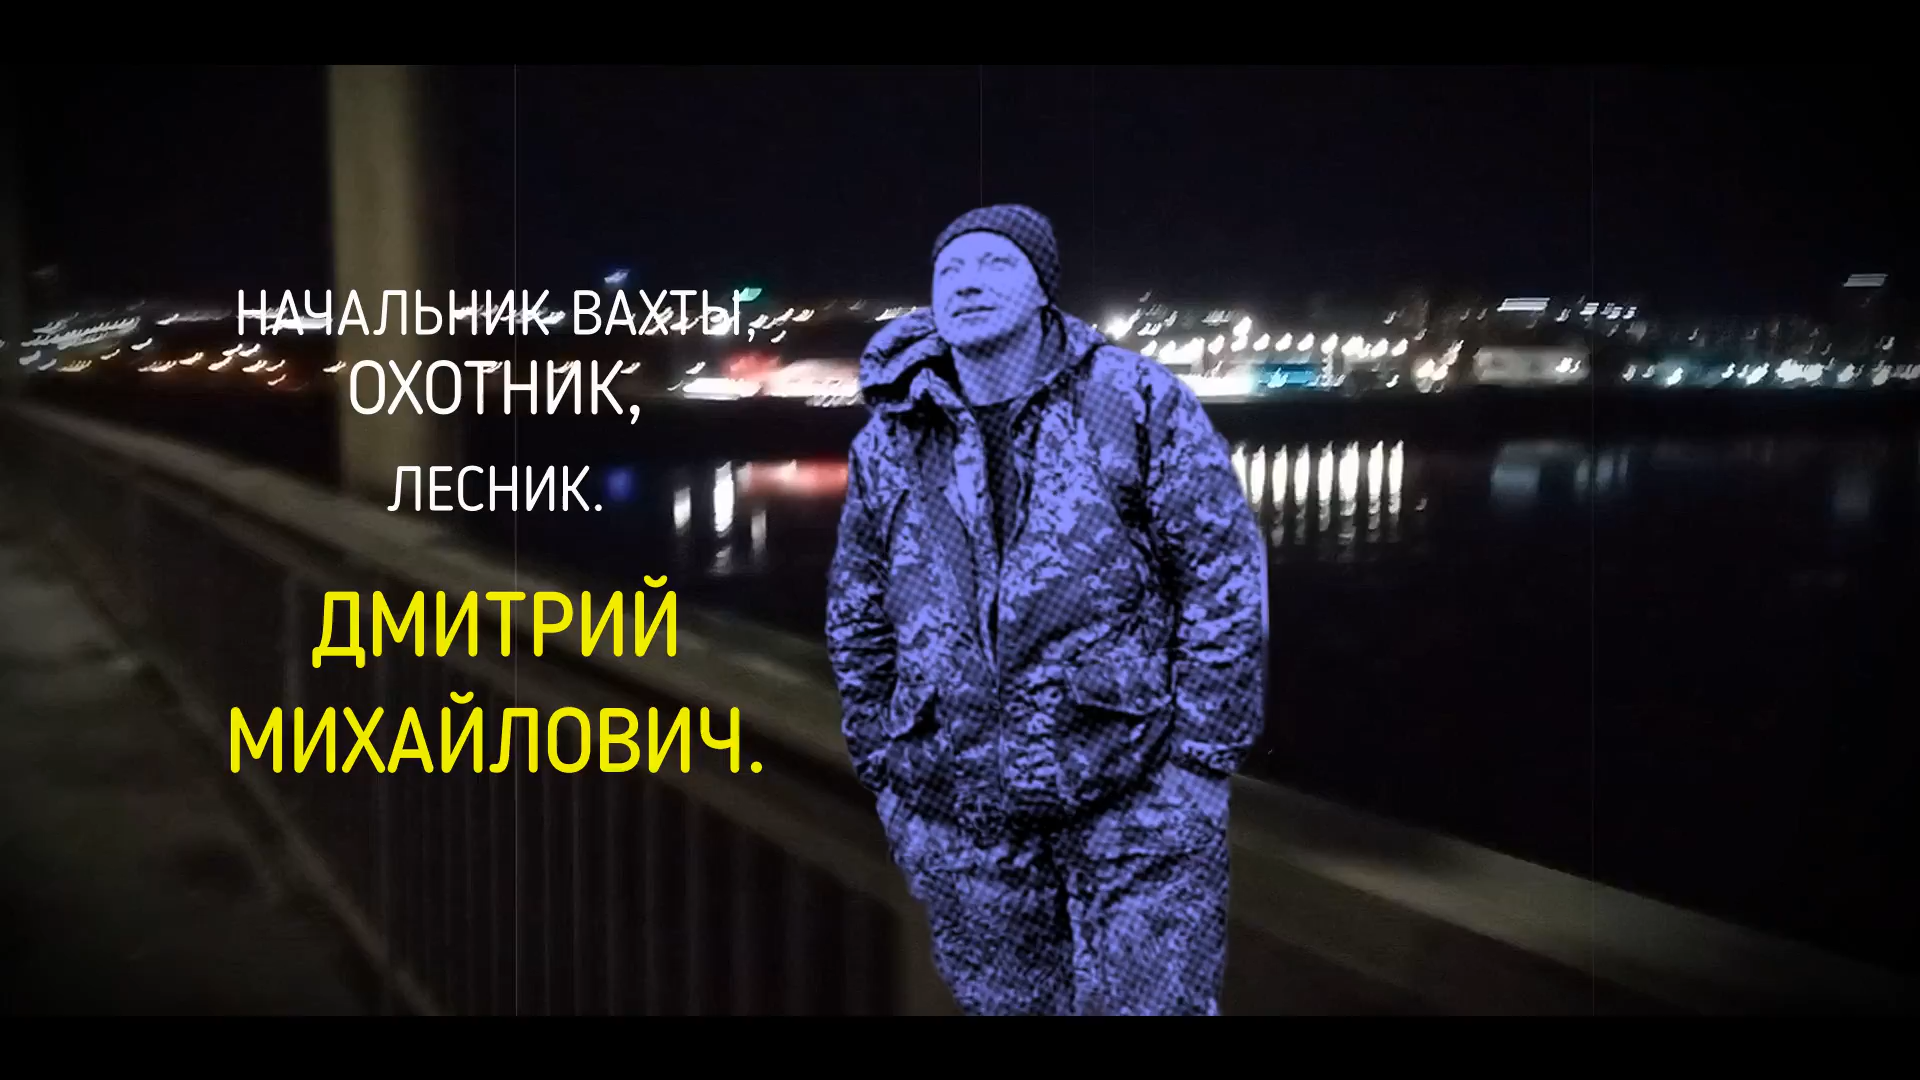 НАЧАЛЬНИК ВАХТЫ,
ОХОТНИК,
ЛЕСНИК.
ДМИТРИЙ
МИХАЙЛОВИЧ.